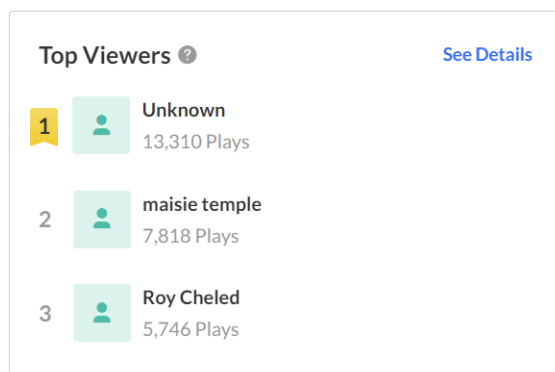 Top Viewers ?
See Details
1
Unknown
13,310 Plays
2
maisie temple
7,818 Plays
3
Roy Cheled
5,746 Plays